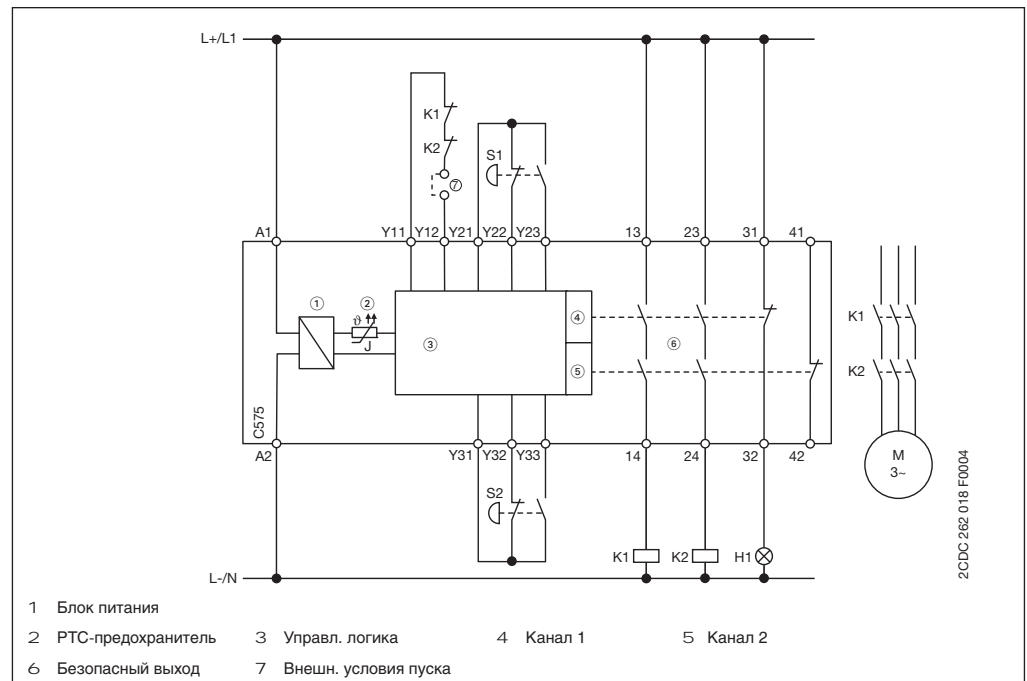 L+/L1
K1
K2
⑦
S1
A1 Y11 Y12 Y21 Y22 Y23 13 23 31 41
① ② ϑ J ③ ④ ⑤ ⑥
K1
K2
C575
A2 Y31 Y32 Y33 14 24 32 42
M
3~
S2
K1 K2 H1
L-/N
2CDC 262 018 F0004
1 Блок питания
2 РТС-предохранитель 3 Управл. логика 4 Канал 1 5 Канал 2
6 Безопасный выход 7 Внешн. условия пуска